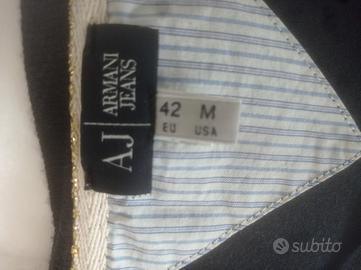 AJ
ARMANI
JEANS
42 M
EU USA
subito